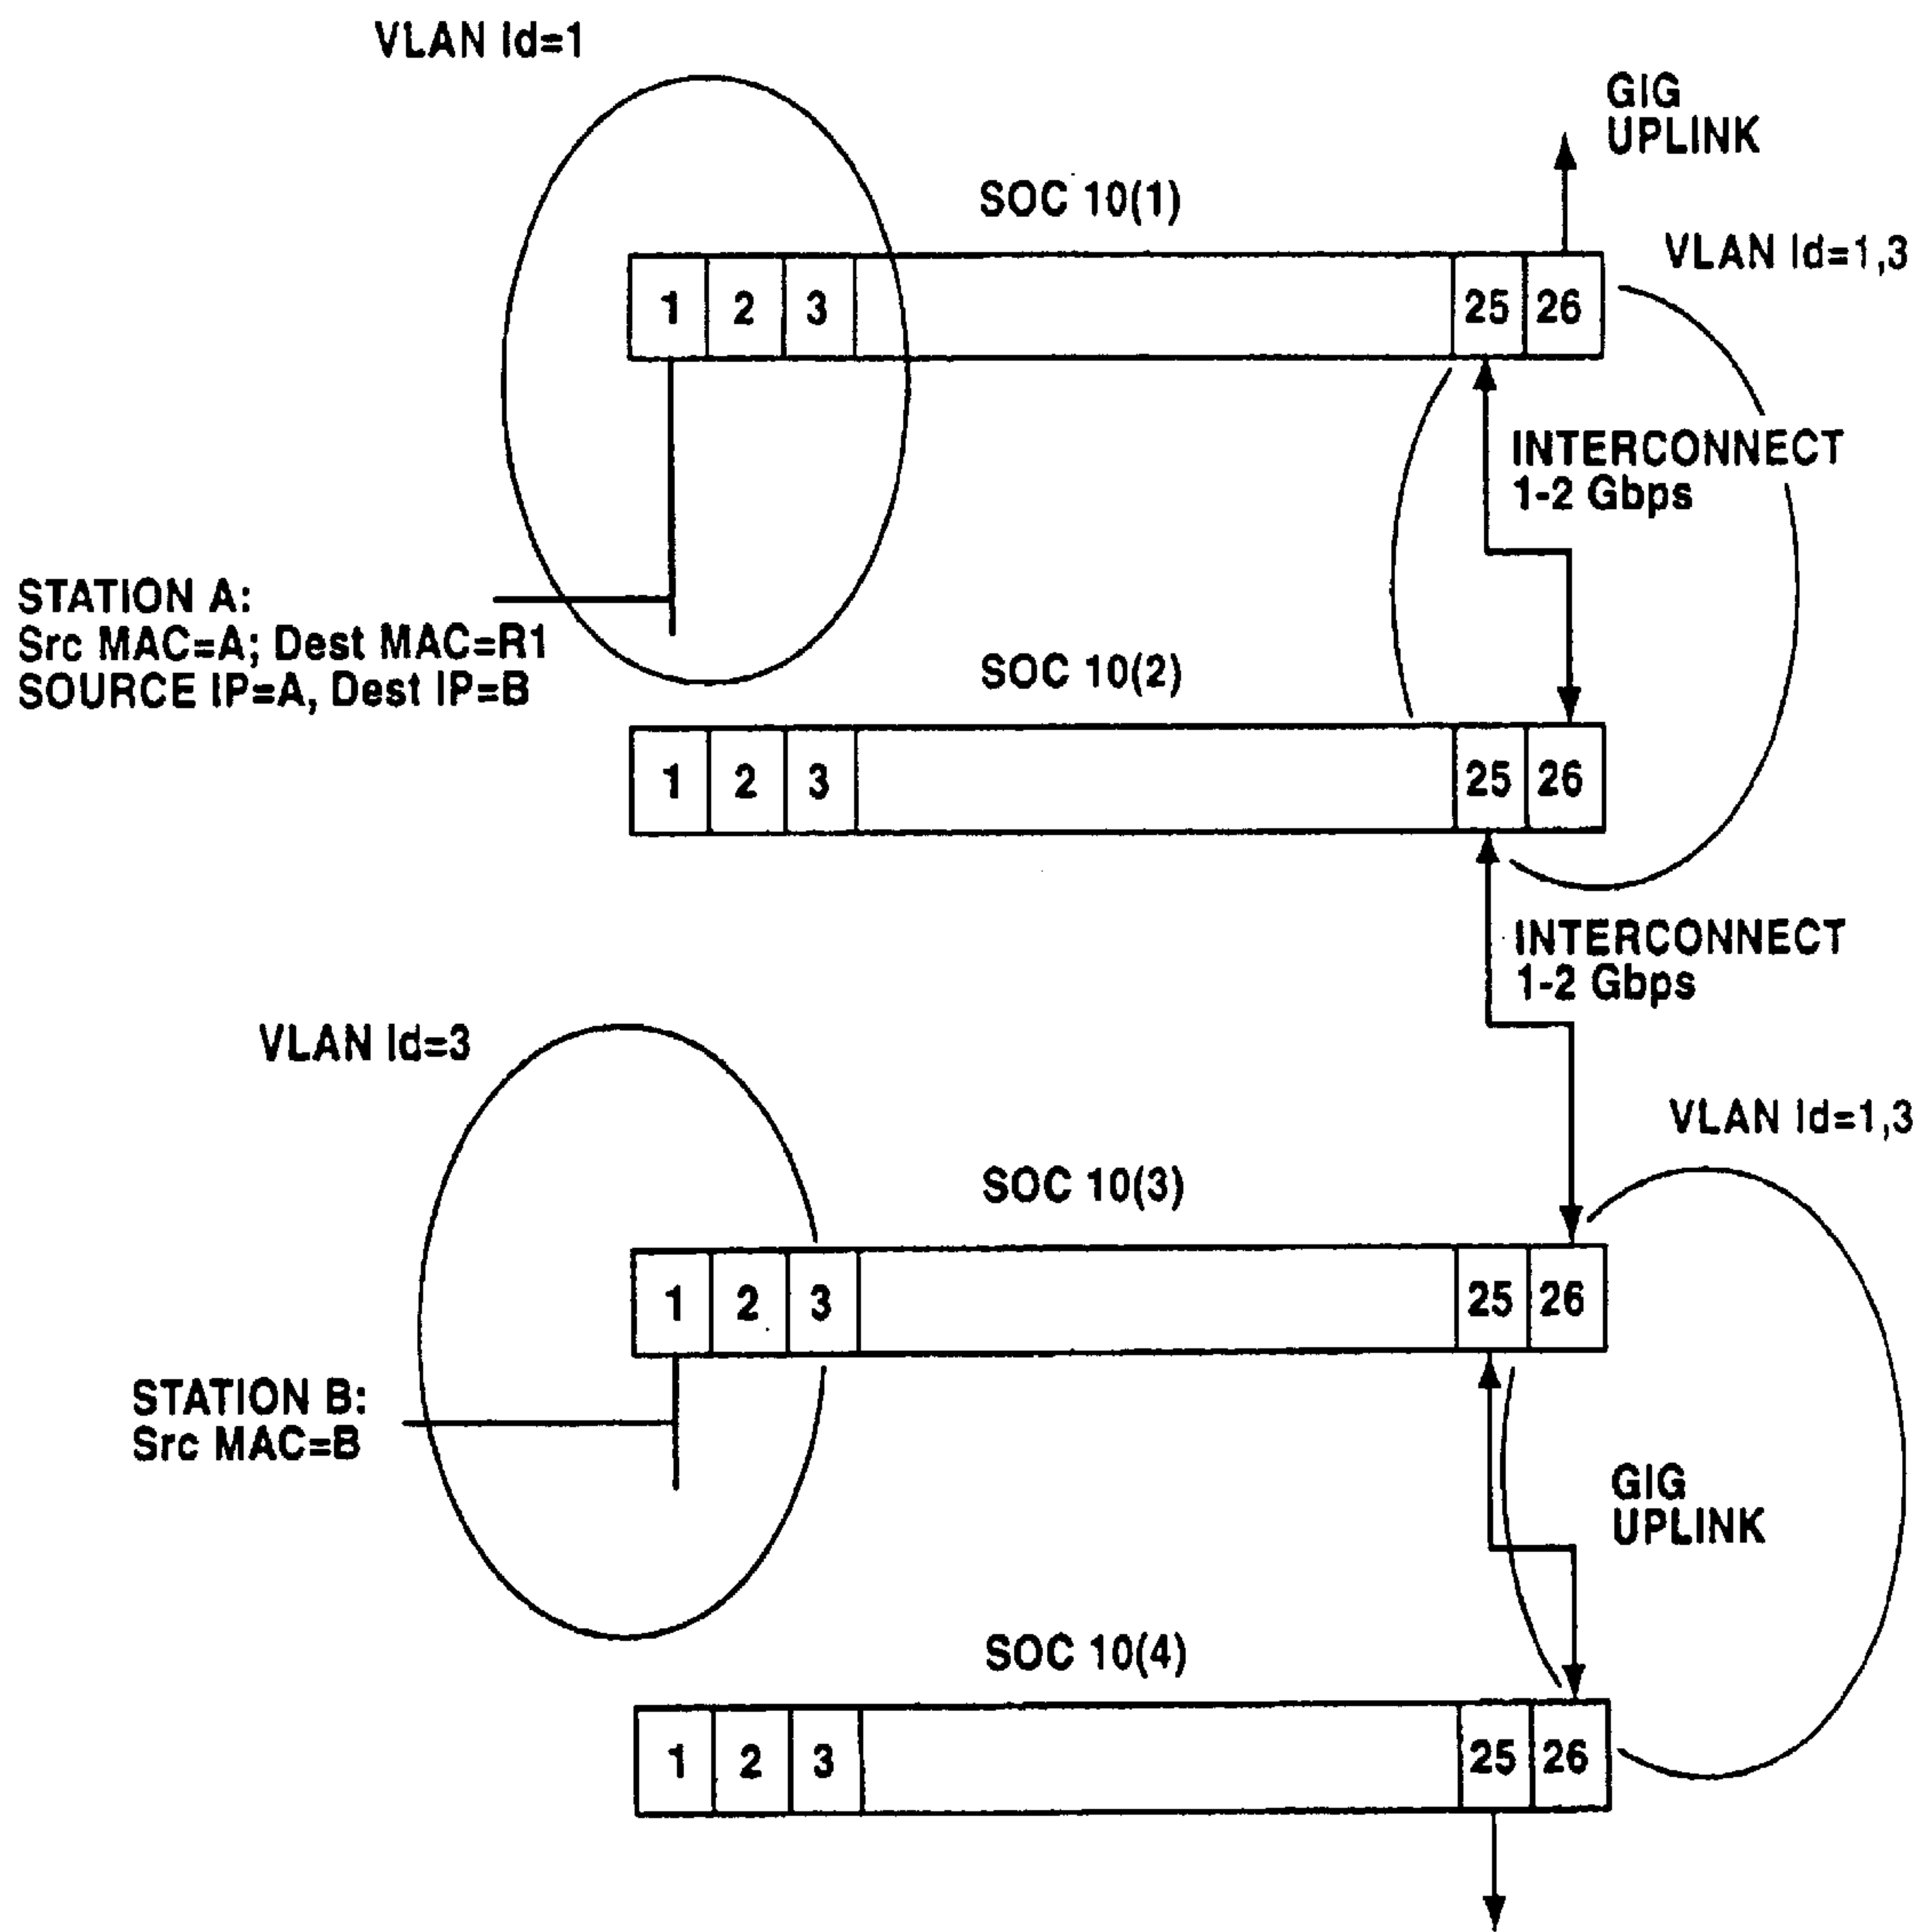 VLAN Id=1
GIG
UPLINK
SOC 10(1)
VLAN Id=1,3
1 2 3 25 26
INTERCONNECT
1-2 Gbps
STATION A:
Src MAC=A; Dest MAC=R1
SOURCE IP=A, Dest IP=B
SOC 10(2)
1 2 3 25 26
INTERCONNECT
1-2 Gbps
VLAN Id=3
VLAN Id=1,3
SOC 10(3)
1 2 3 25 26
STATION B:
Src MAC=B
GIG
UPLINK
SOC 10(4)
1 2 3 25 26